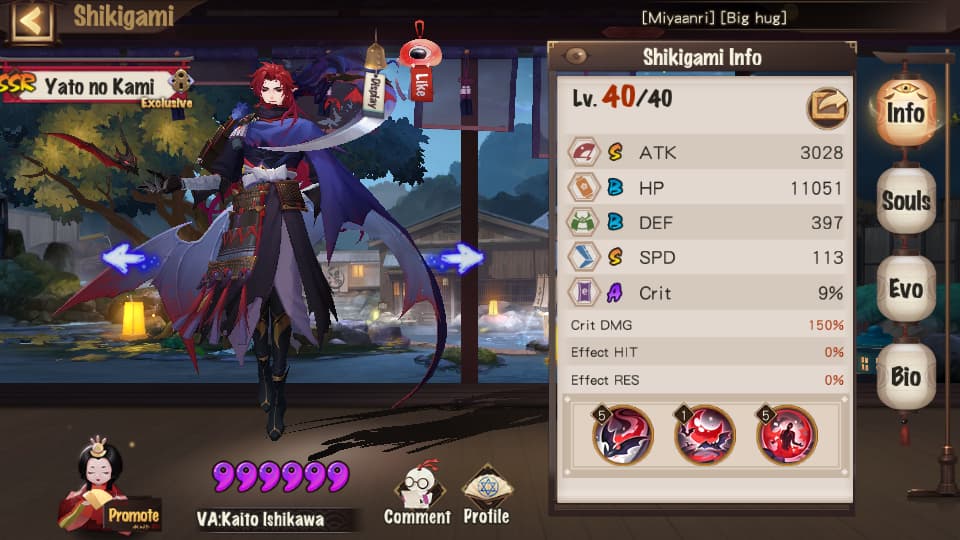 Shikigami
[Miyaanri] [Big hug]
SSR Yato no Kami
Exclusive
Display
Like
Shikigami Info
Lv. 40/40
S ATK 3028
B HP 11051
B DEF 397
S SPD 113
A Crit 9%
Crit DMG 150%
Effect HIT 0%
Effect RES 0%
5 1 5
Info
Souls
Evo
Bio
Promote
999999
VA:Kaito Ishikawa
Comment
Profile